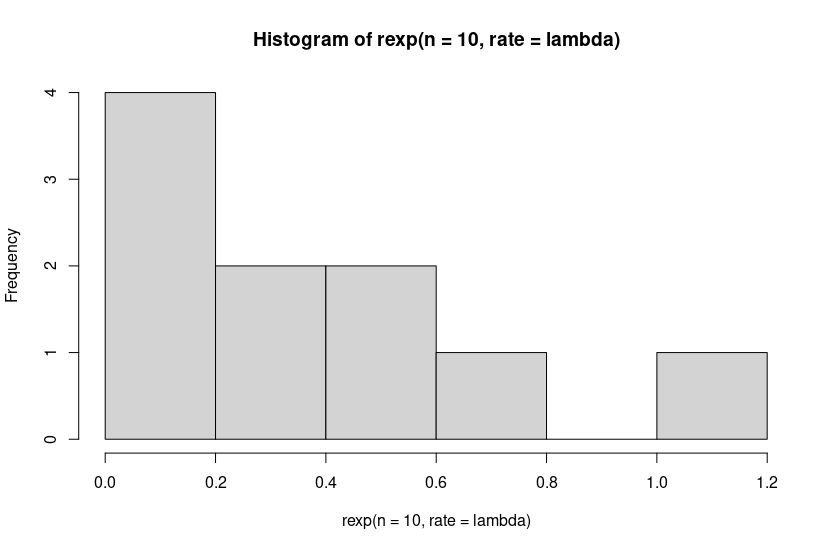 Histogram of rexp(n = 10, rate = lambda)
Frequency
4
3
2
1
0
0.0 0.2 0.4 0.6 0.8 1.0 1.2
rexp(n = 10, rate = lambda)